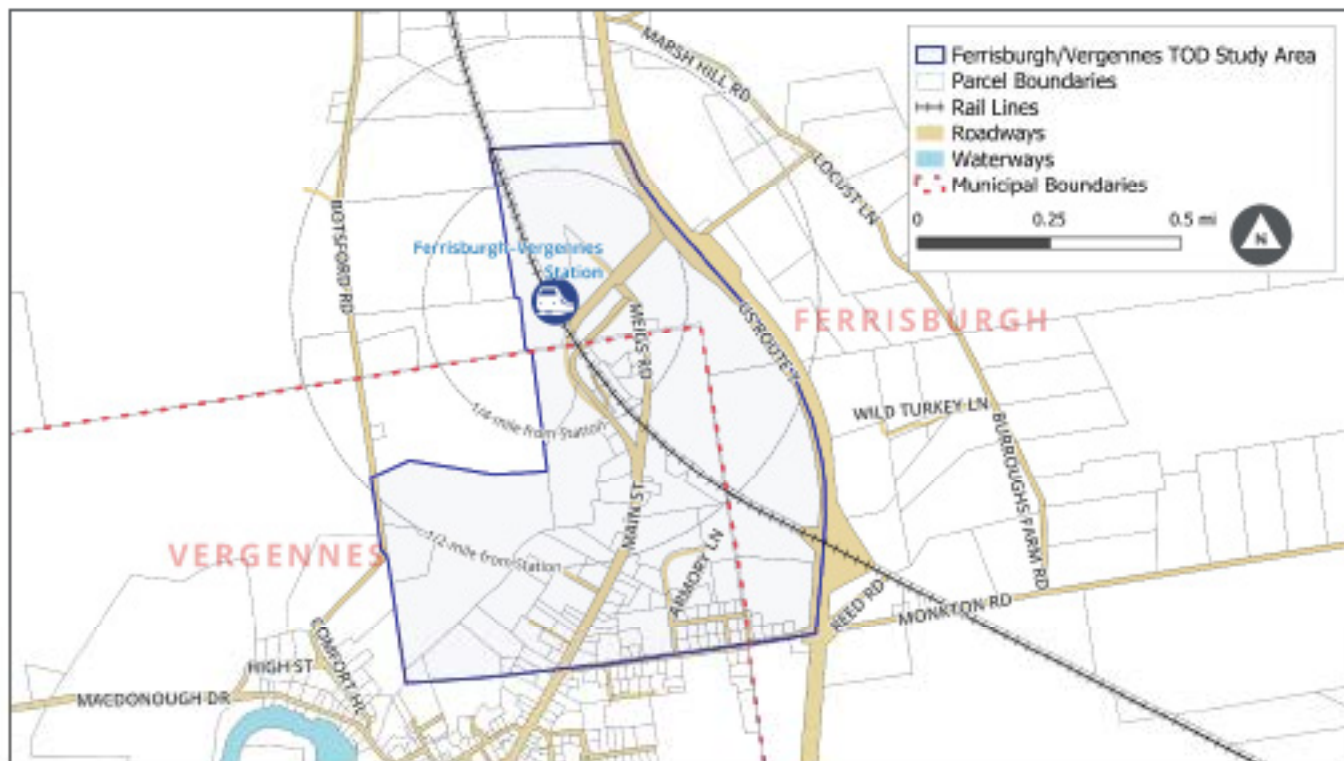 Ferrisburgh/Vergennes TOD Study Area
Parcel Boundaries
Rail Lines
Roadways
Waterways
Municipal Boundaries
0 0.25 0.5 mi
N
MARSH HILL RD
LOCUST LN
BOTSFORD RD
Ferrisburgh-Vergennes
Station
MEIGS RD
US ROUTE 7
FERRISBURGH
WILD TURKEY LN
BURROUGHS FARM RD
1/4-mile from Station
MAIN ST
1/2-mile from Station
VERGENNES
ARMORY LN
REED RD
MONKTON RD
HIGH ST
MACDONOUGH DR